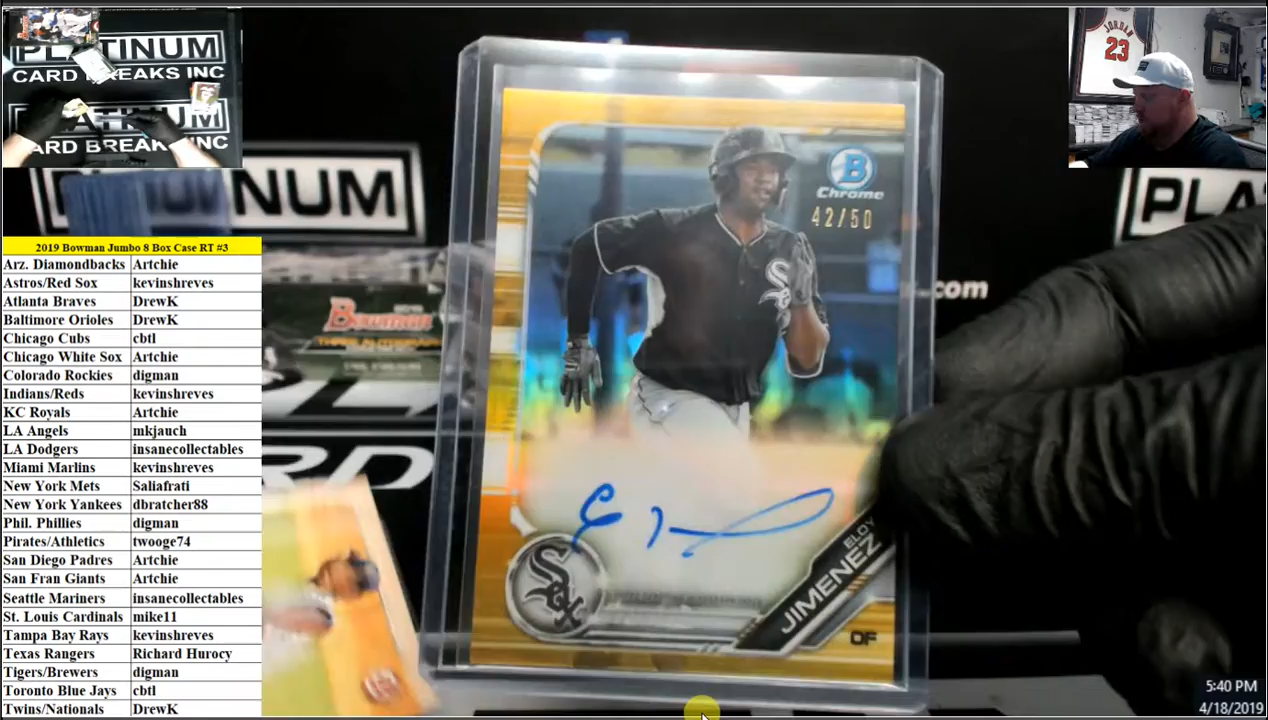 PLATINUM
CARD BREAKS INC
PLATINUM
CARD BREAK INC
JORDAN
23
PLATINUM
PLAT
.com
RD
Bowman
B
Chrome
42/50
Sox
Sox
ELOY
JIMENEZ
OF
2019 Bowman Jumbo 8 Box Case RT #3
Arz. Diamondbacks Artchie
Astros/Red Sox kevinshreves
Atlanta Braves DrewK
Baltimore Orioles DrewK
Chicago Cubs cbtl
Chicago White Sox Artchie
Colorado Rockies digman
Indians/Reds kevinshreves
KC Royals Artchie
LA Angels mkjauch
LA Dodgers insanecollectables
Miami Marlins kevinshreves
New York Mets Saliafrati
New York Yankees dbratcher88
Phil. Phillies digman
Pirates/Athletics twooge74
San Diego Padres Artchie
San Fran Giants Artchie
Seattle Mariners insanecollectables
St. Louis Cardinals mike11
Tampa Bay Rays kevinshreves
Texas Rangers Richard Hurocy
Tigers/Brewers digman
Toronto Blue Jays cbtl
Twins/Nationals DrewK
5:40 PM
4/18/2019